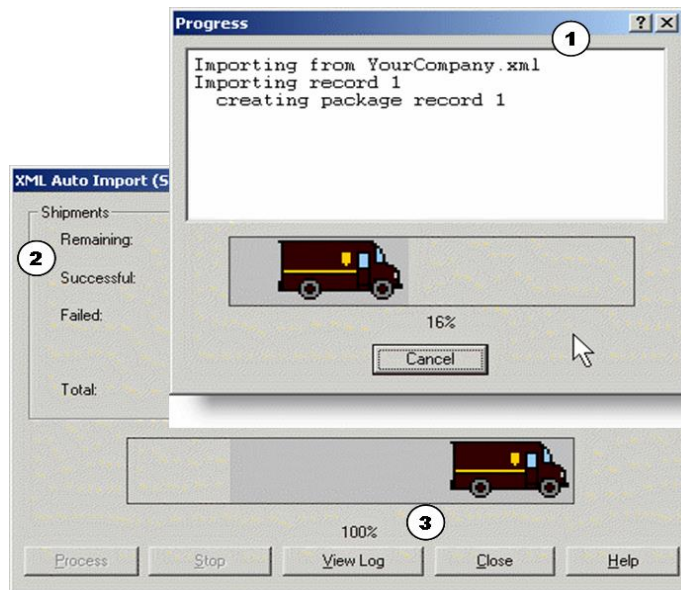 Progress
1
Importing from YourCompany.xml
Importing record 1
creating package record 1
16%
Cancel
XML Auto Import (S
Shipments
2
Remaining:
Successful:
Failed:
Total:
100%
3
Process
Stop
View Log
Close
Help